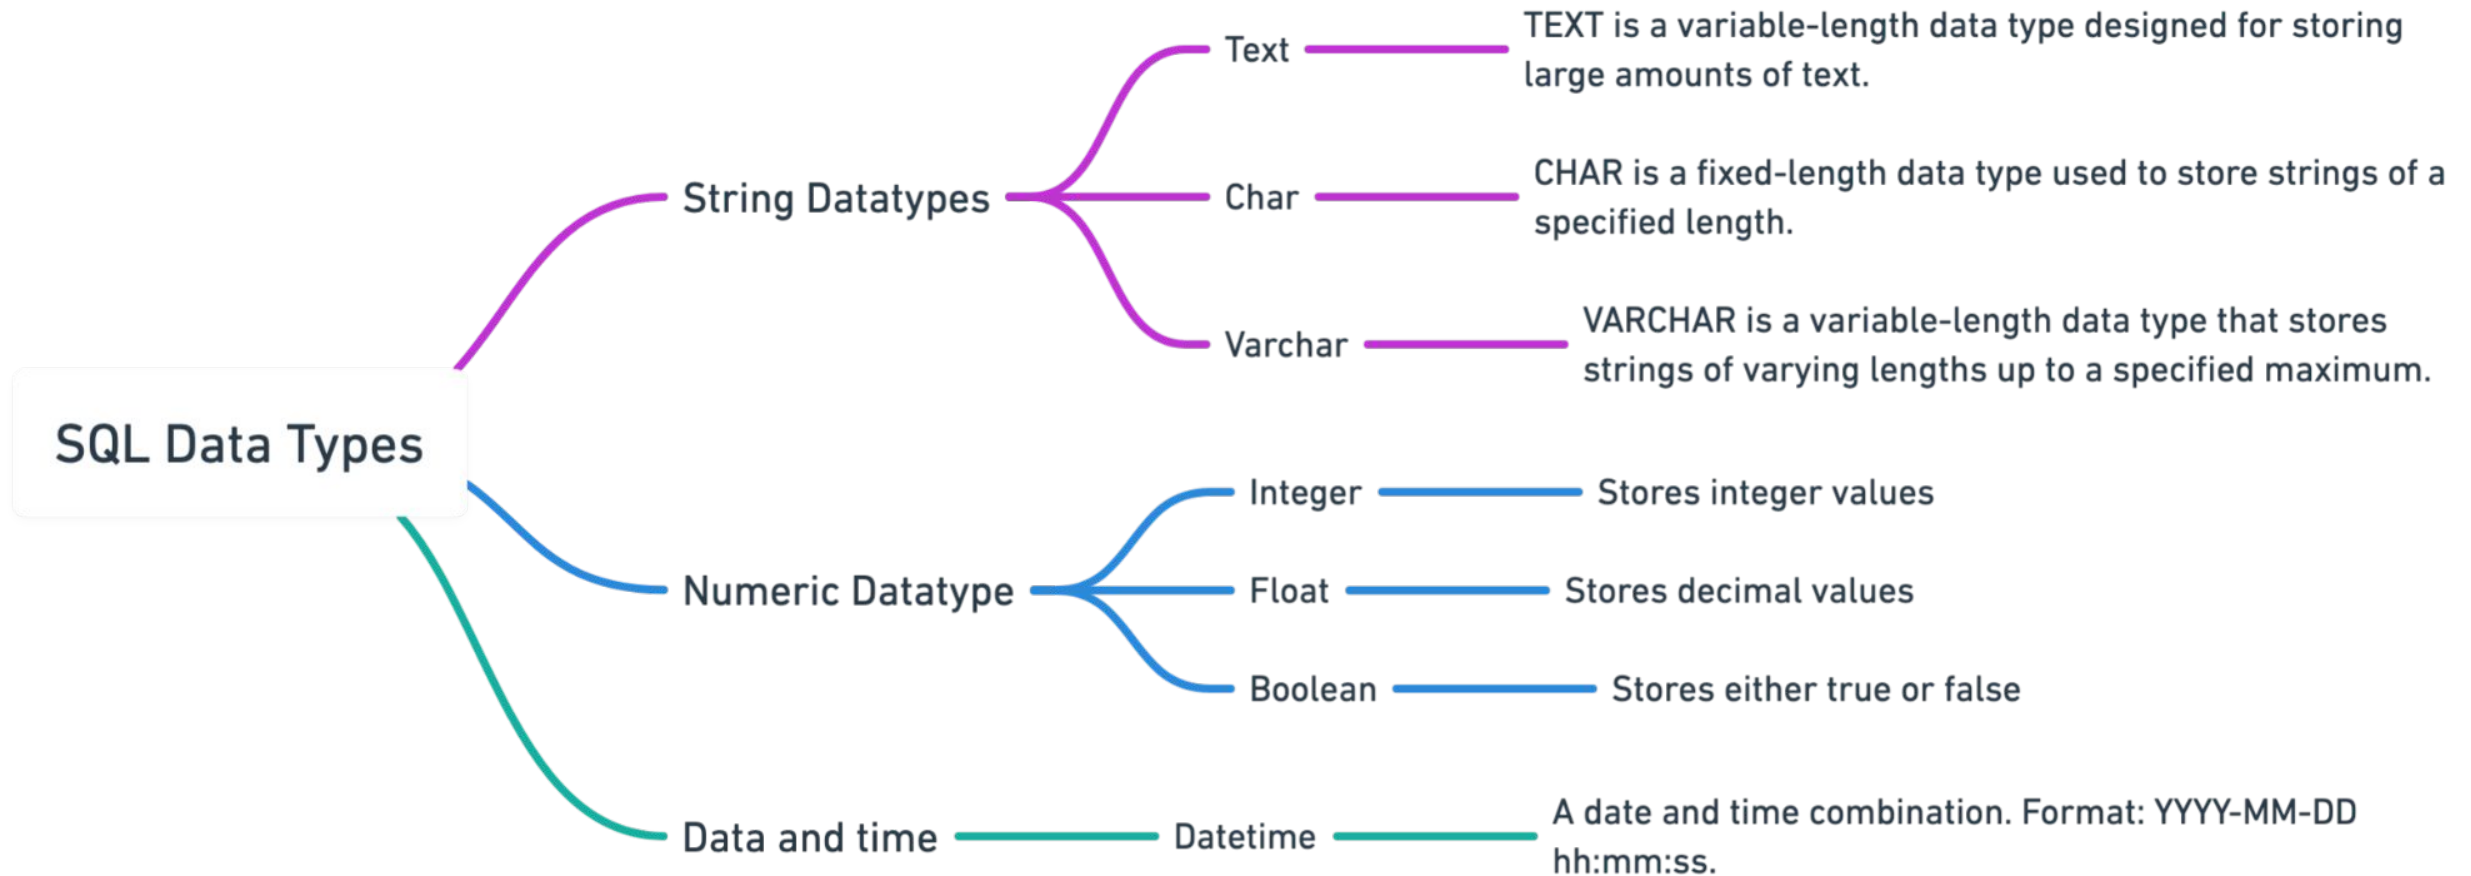 SQL Data Types
String Datatypes
Text
TEXT is a variable-length data type designed for storing
large amounts of text.
Char
CHAR is a fixed-length data type used to store strings of a
specified length.
Varchar
VARCHAR is a variable-length data type that stores
strings of varying lengths up to a specified maximum.
Numeric Datatype
Integer
Stores integer values
Float
Stores decimal values
Boolean
Stores either true or false
Data and time
Datetime
A date and time combination. Format: YYYY-MM-DD
hh:mm:ss.